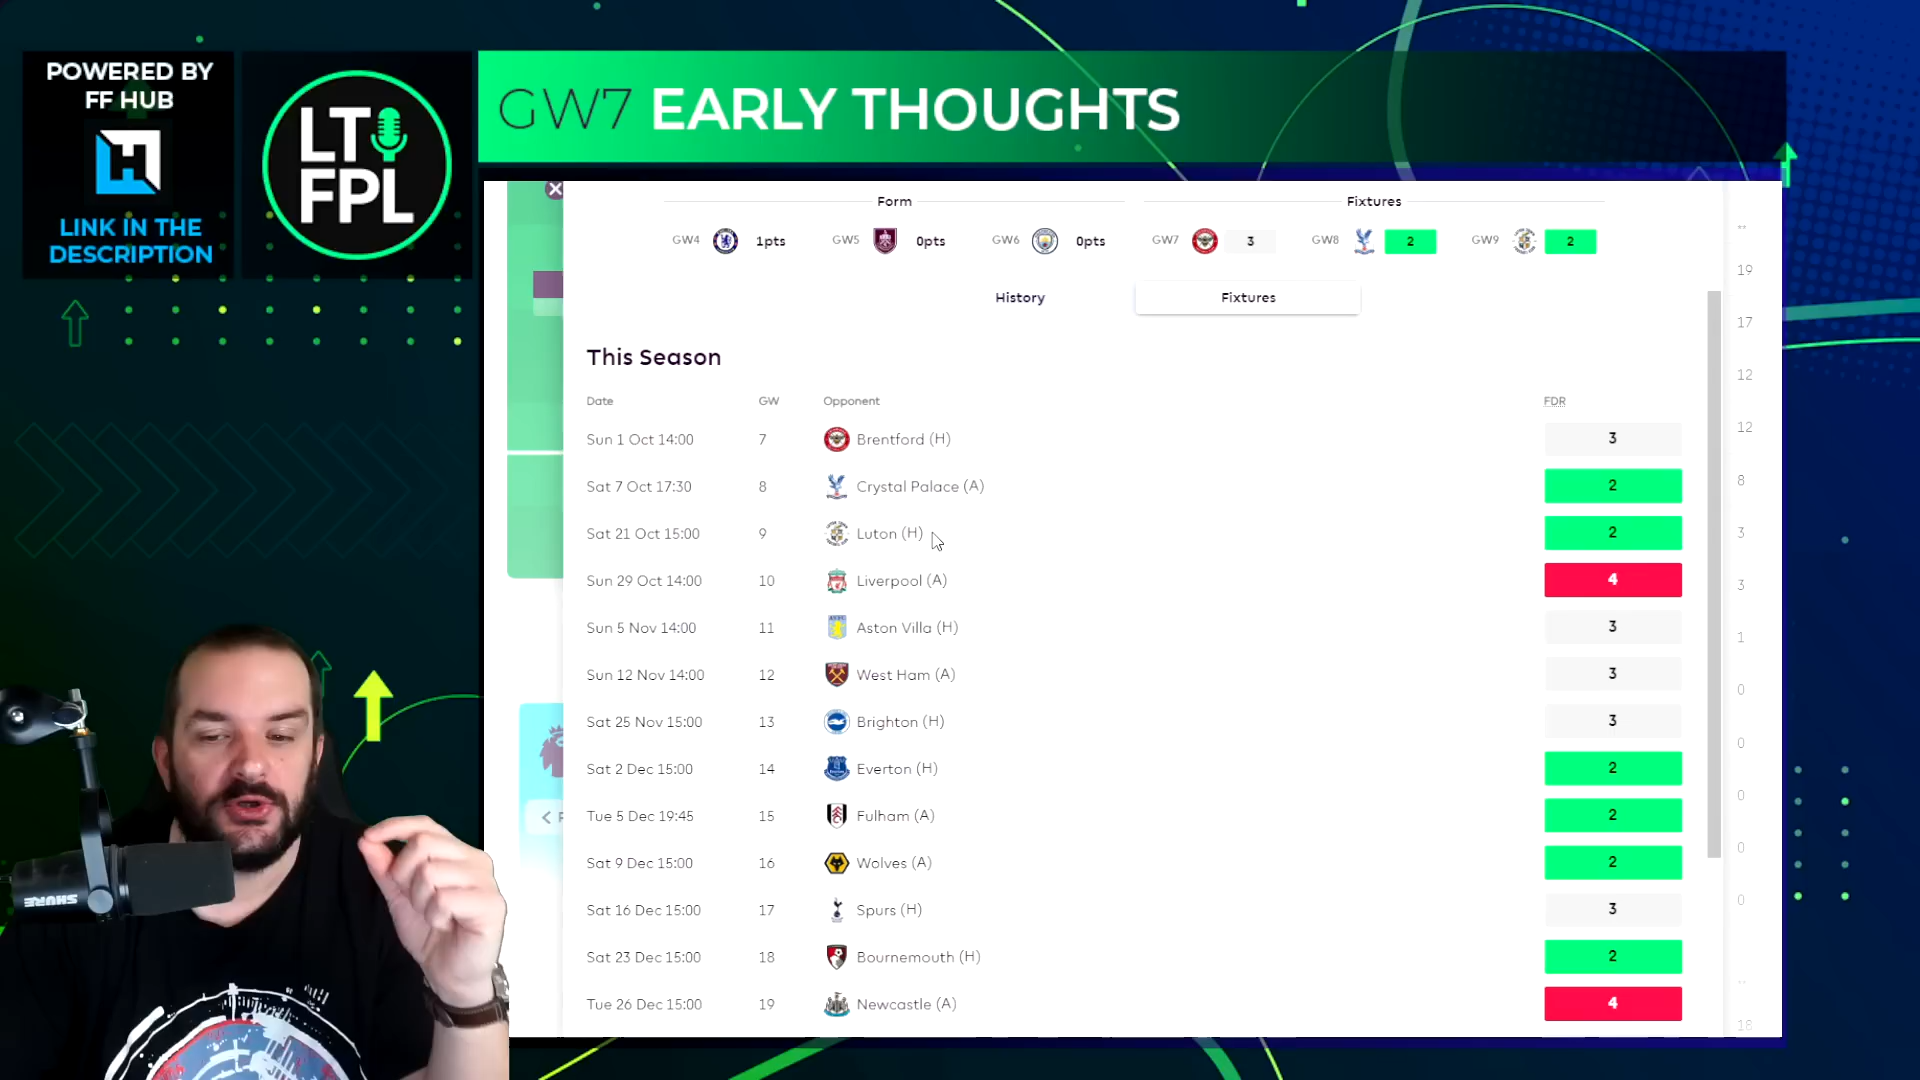 POWERED BY
FF HUB
LINK IN THE
DESCRIPTION
LT
FPL
GW7 EARLY THOUGHTS
Form
Fixtures
GW4 1pts GW5 0pts GW6 0pts GW7 3 GW8 2 GW9 2
History Fixtures
This Season
Date GW Opponent FDR
Sun 1 Oct 14:00 7 Brentford (H) 3
Sat 7 Oct 17:30 8 Crystal Palace (A) 2
Sat 21 Oct 15:00 9 Luton (H) 2
Sun 29 Oct 14:00 10 Liverpool (A) 4
Sun 5 Nov 14:00 11 Aston Villa (H) 3
Sun 12 Nov 14:00 12 West Ham (A) 3
Sat 25 Nov 15:00 13 Brighton (H) 3
Sat 2 Dec 15:00 14 Everton (H) 2
Tue 5 Dec 19:45 15 Fulham (A) 2
Sat 9 Dec 15:00 16 Wolves (A) 2
Sat 16 Dec 15:00 17 Spurs (H) 3
Sat 23 Dec 15:00 18 Bournemouth (H) 2
Tue 26 Dec 15:00 19 Newcastle (A) 4
19
17
12
12
8
3
3
1
0
0
0
0
0
18
SHURE